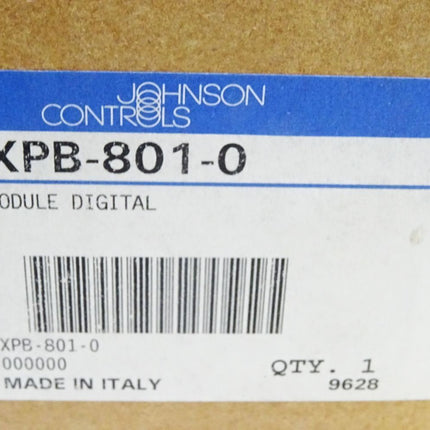 JOHNSON
CONTROLS
XPB-801-0
ODULE DIGITAL
XPB-801-0
000000
QTY. 1
MADE IN ITALY
9628